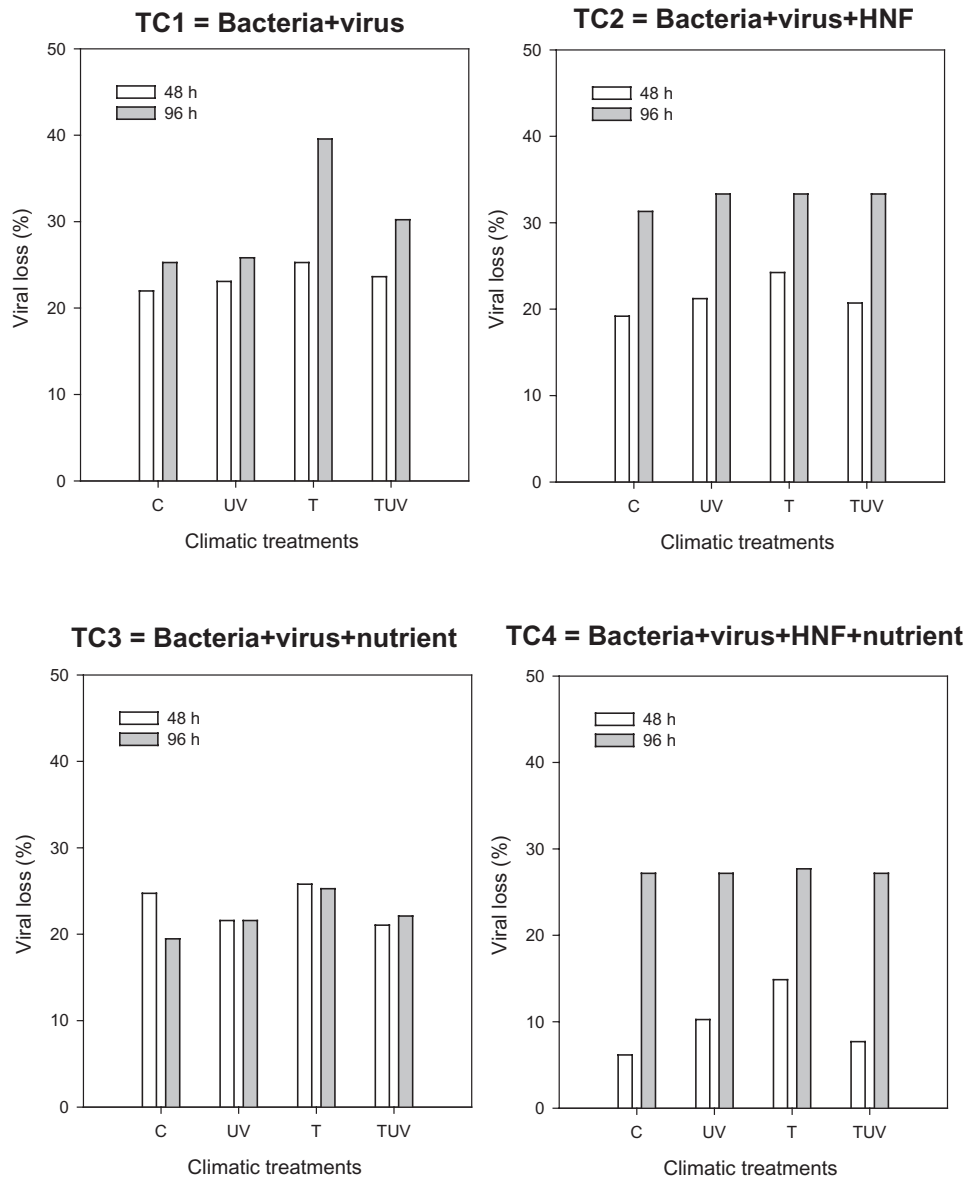 TC1 = Bacteria+virus
50
40
30
20
10
0
Viral loss (%)
48 h
96 h
C UV T TUV
Climatic treatments
TC2 = Bacteria+virus+HNF
50
40
30
20
10
0
Viral loss (%)
48 h
96 h
C UV T TUV
Climatic treatments
TC3 = Bacteria+virus+nutrient
50
40
30
20
10
0
Viral loss (%)
48 h
96 h
C UV T TUV
Climatic treatments
TC4 = Bacteria+virus+HNF+nutrient
50
40
30
20
10
0
Viral loss (%)
48 h
96 h
C UV T TUV
Climatic treatments